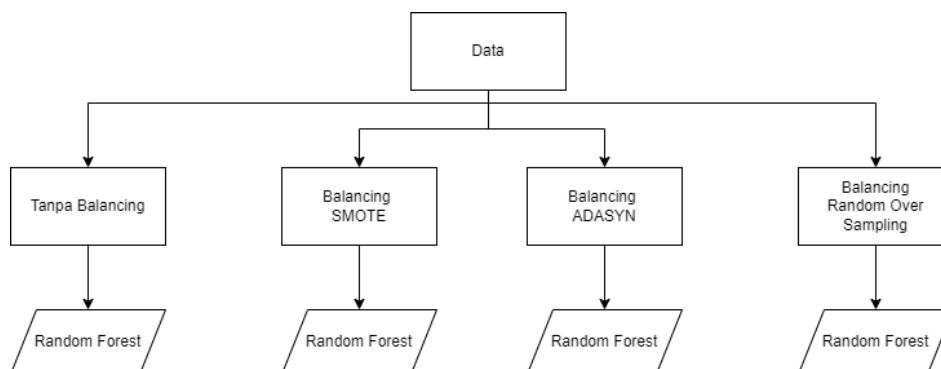 Data
Tanpa Balancing
Balancing
SMOTE
Balancing
ADASYN
Balancing
Random Over
Sampling
Random Forest
Random Forest
Random Forest
Random Forest